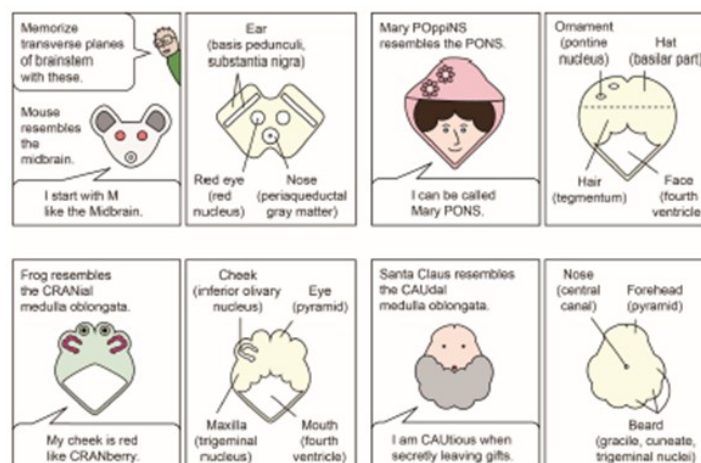 Memorize
transverse planes
of brainstem
with these.
Mouse
resembles
the
midbrain.
I start with M
like the Midbrain.
Ear
(basis pedunculi,
substantia nigra)
Red eye
(red
nucleus)
Nose
(periaqueductal
gray matter)
Mary POppiNS
resembles the PONS.
I can be called
Mary PONS.
Ornament
(pontine
nucleus)
Hat
(basilar part)
Hair
(tegmentum)
Face
(fourth
ventricle)
Frog resembles
the CRANial
medulla oblongata.
My cheek is red
like CRANberry.
Cheek
(inferior olivary
nucleus)
Eye
(pyramid)
Maxilla
(trigeminal
nucleus)
Mouth
(fourth
ventricle)
Santa Claus resembles
the CAUdal
medulla oblongata.
I am CAUtious when
secretly leaving gifts.
Nose
(central
canal)
Forehead
(pyramid)
Beard
(gracile, cuneate,
trigeminal nuclei)